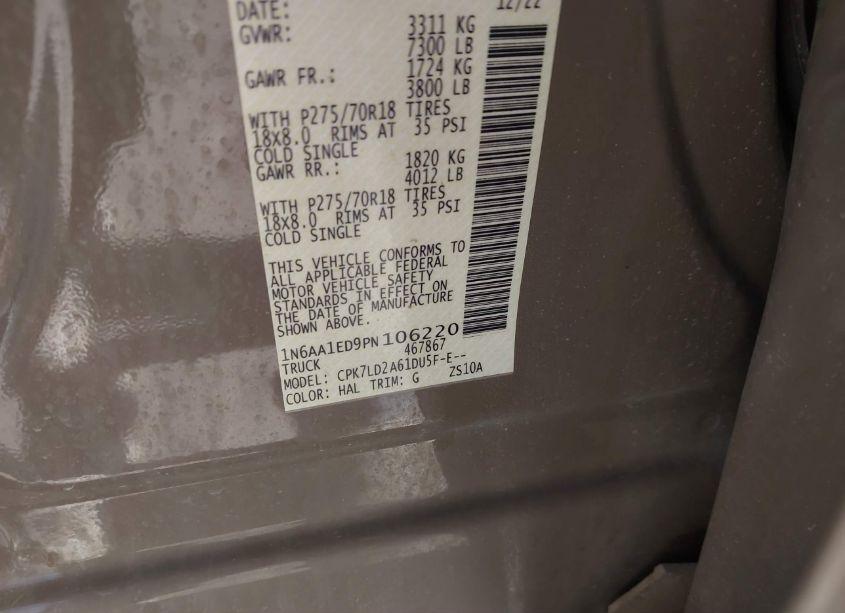 DATE: 12/22
GVWR: 3311 KG
7300 LB
GAWR FR.: 1724 KG
3800 LB
WITH P275/70R18 TIRES
18X8.0 RIMS AT 35 PSI
COLD SINGLE
GAWR RR.: 1820 KG
4012 LB
WITH P275/70R18 TIRES
18X8.0 RIMS AT 35 PSI
COLD SINGLE
THIS VEHICLE CONFORMS TO
ALL APPLICABLE FEDERAL
MOTOR VEHICLE SAFETY
STANDARDS IN EFFECT ON
THE DATE OF MANUFACTURE
SHOWN ABOVE.
1N6AA1ED9PN106220
TRUCK 467867
MODEL: CPK7LD2A61DU5F-E--
COLOR: HAL TRIM: G ZS10A